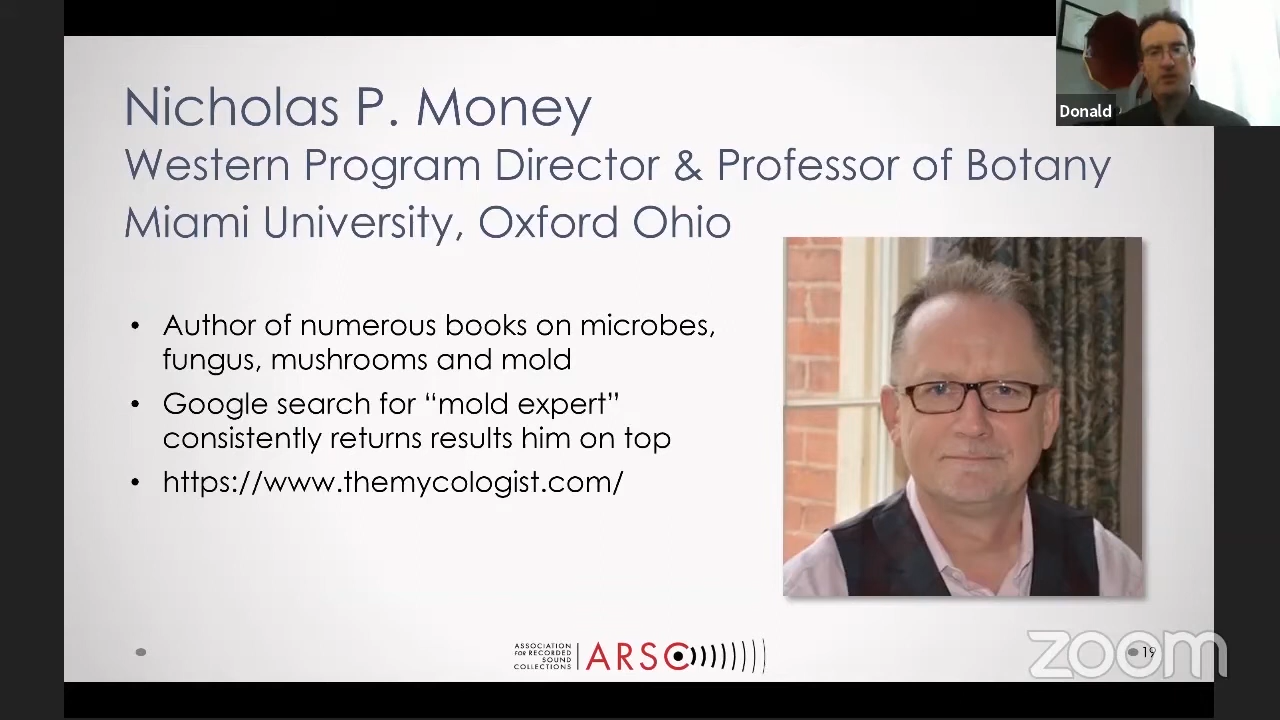 Nicholas P. Money
Western Program Director & Professor of Botany
Miami University, Oxford Ohio
Donald
• Author of numerous books on microbes,
fungus, mushrooms and mold
• Google search for “mold expert”
consistently returns results him on top
• https://www.themycologist.com/
ASSOCIATION
FOR RECORDED
SOUND
COLLECTIONS
ARSC
19
zoom